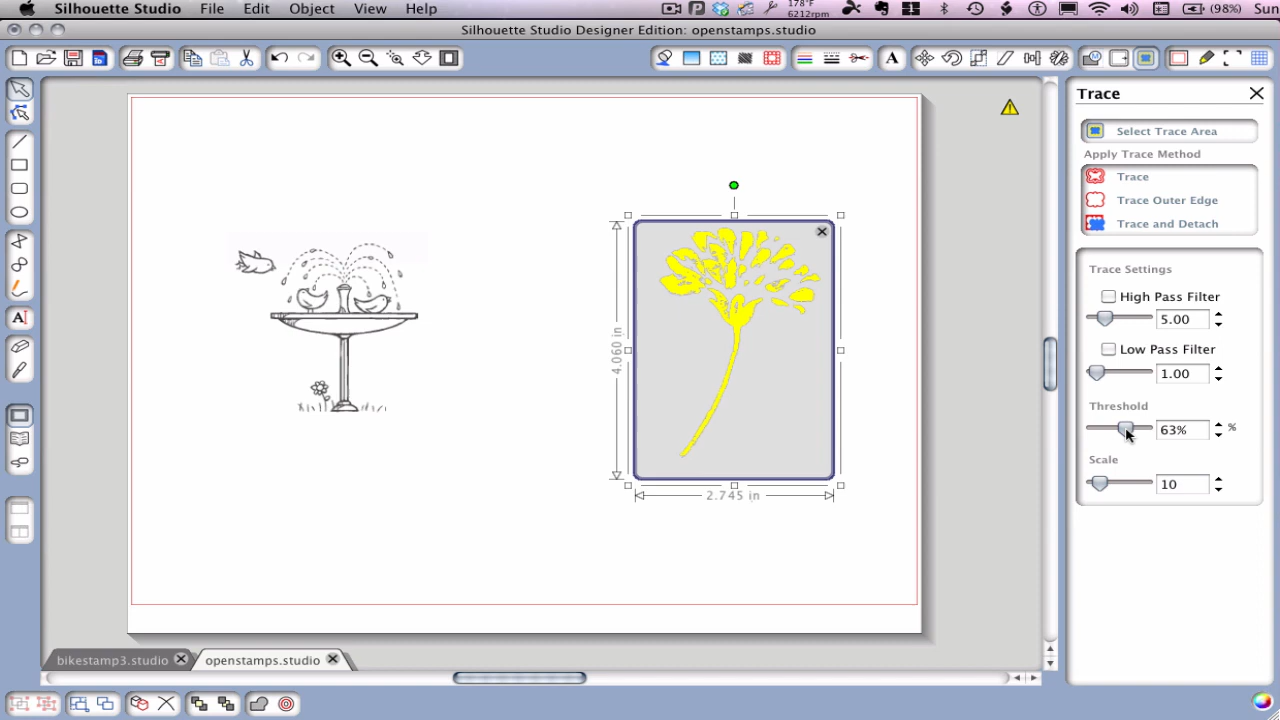 Silhouette Studio File Edit Object View Help 178°F 6212rpm 1 (98%) Sun
Silhouette Studio Designer Edition: openstamps.studio
A
Trace
Select Trace Area
Apply Trace Method
Trace
Trace Outer Edge
Trace and Detach
Trace Settings
High Pass Filter
5.00
Low Pass Filter
1.00
Threshold
63% %
Scale
10
4.060 in
2.745 in
A
bikestamp3.studio openstamps.studio